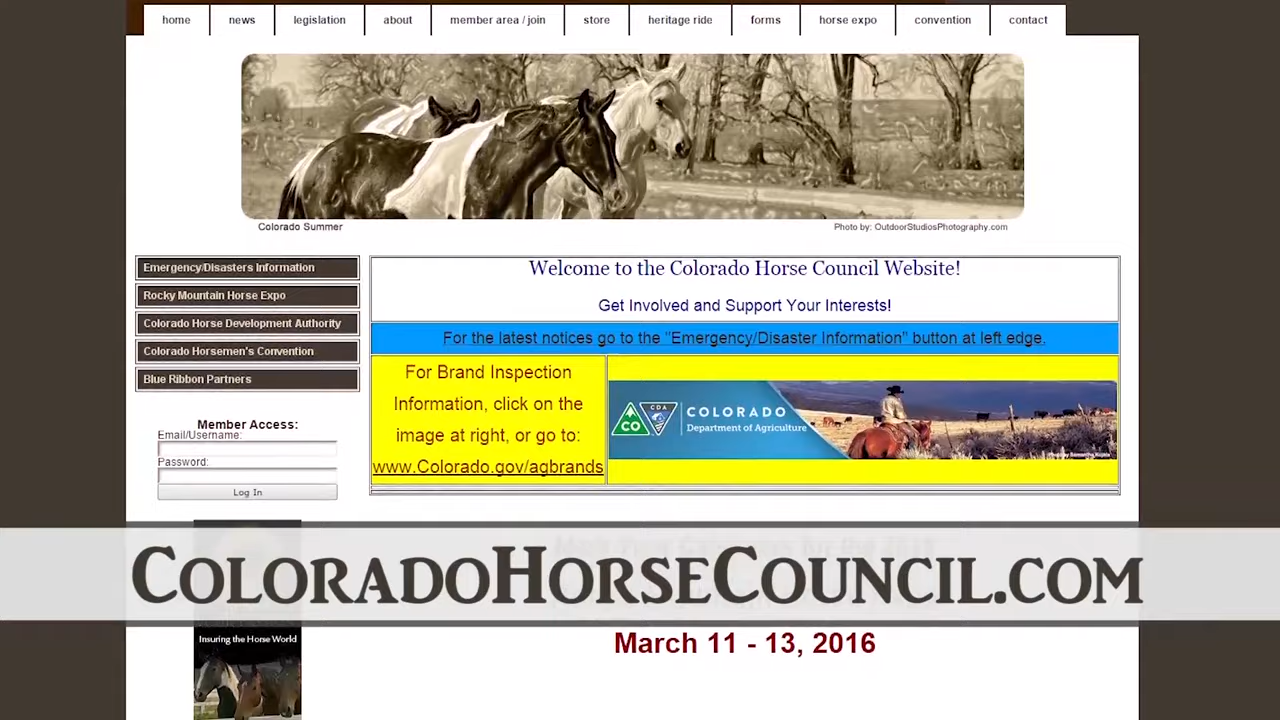 home news legislation about member area / join store heritage ride forms horse expo convention contact
Colorado Summer
Photo by: OutdoorStudiosPhotography.com
Emergency/Disasters Information
Rocky Mountain Horse Expo
Colorado Horse Development Authority
Colorado Horsemen's Convention
Blue Ribbon Partners
Member Access:
Email/Username:
Password:
Log In
Welcome to the Colorado Horse Council Website!
Get Involved and Support Your Interests!
For the latest notices go to the "Emergency/Disaster Information" button at left edge.
For Brand Inspection
Information, click on the
image at right, or go to:
www.Colorado.gov/agbrands
CO CDA
COLORADO
Department of Agriculture
ColoradoHorseCouncil.com
Insuring the Horse World
March 11 - 13, 2016